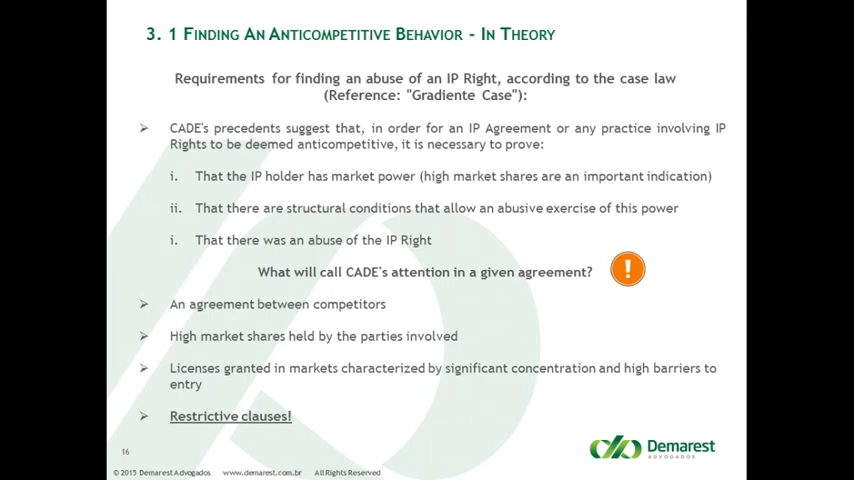 3. 1 FINDING AN ANTICOMPETITIVE BEHAVIOR - IN THEORY
Requirements for finding an abuse of an IP Right, according to the case law
(Reference: "Gradiente Case"):
➢ CADE's precedents suggest that, in order for an IP Agreement or any practice involving IP
Rights to be deemed anticompetitive, it is necessary to prove:
i. That the IP holder has market power (high market shares are an important indication)
ii. That there are structural conditions that allow an abusive exercise of this power
i. That there was an abuse of the IP Right
What will call CADE's attention in a given agreement? !
➢ An agreement between competitors
➢ High market shares held by the parties involved
➢ Licenses granted in markets characterized by significant concentration and high barriers to
entry
➢ Restrictive clauses!
16
Demarest
ADVOGADOS
© 2015 Demarest Advogados www.demarest.com.br All Rights Reserved